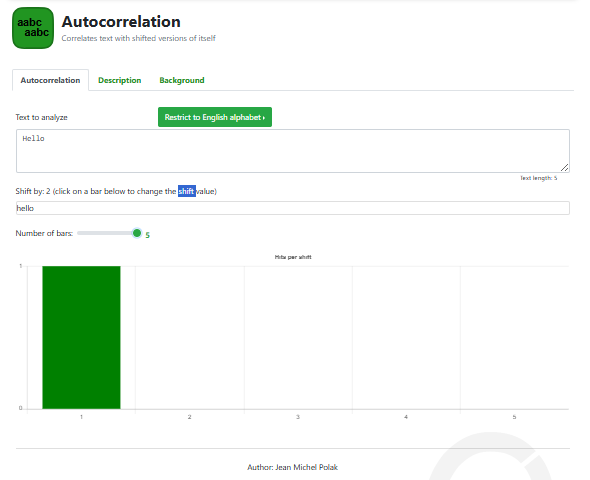 aabc
aabc
Autocorrelation
Correlates text with shifted versions of itself
Autocorrelation Description Background
Text to analyze Restrict to English alphabet ›
Hello
Text length: 5
Shift by: 2 (click on a bar below to change the shift value)
hello
Number of bars: 5
Hits per shift
1
0
1 2 3 4 5
Author: Jean Michel Polak